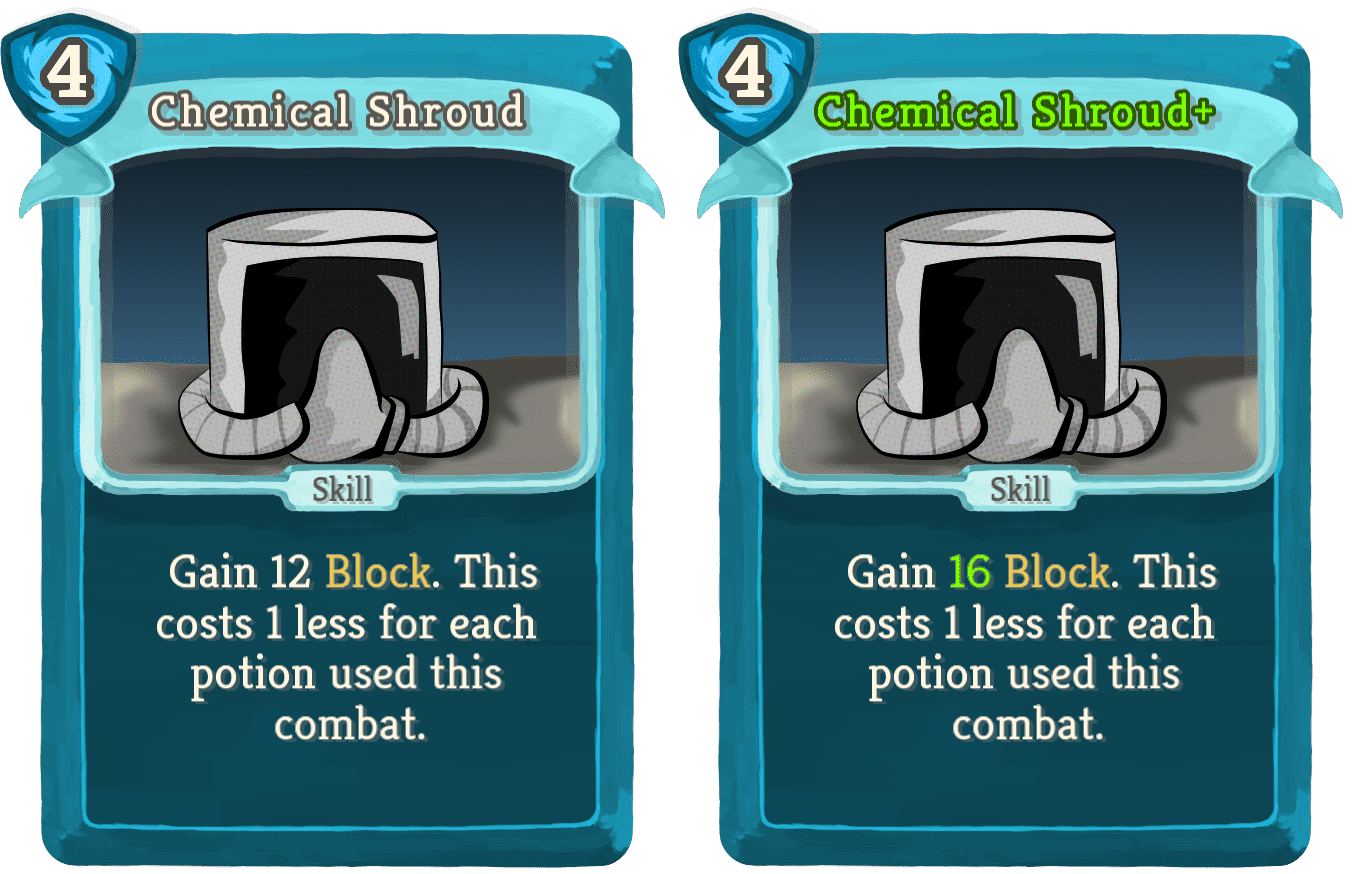 4
Chemical Shroud
Skill
Gain 12 Block. This
costs 1 less for each
potion used this
combat.
4
Chemical Shroud+
Skill
Gain 16 Block. This
costs 1 less for each
potion used this
combat.